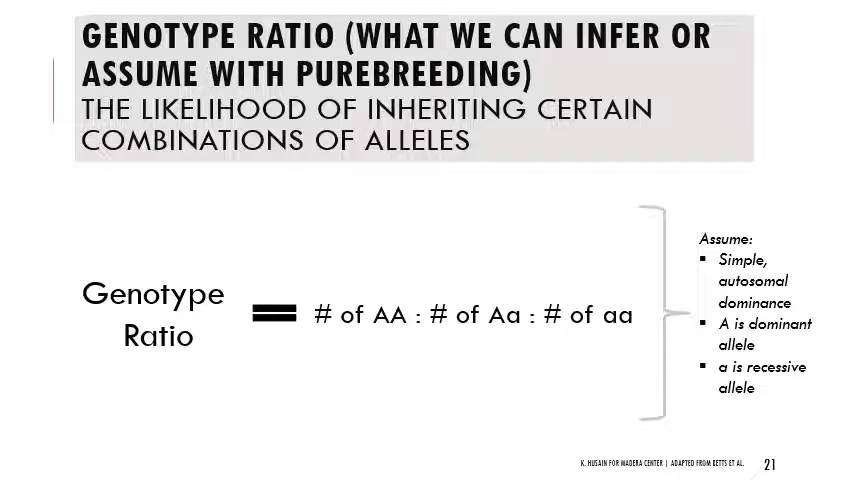 GENOTYPE RATIO (WHAT WE CAN INFER OR
ASSUME WITH PUREBREEDING)
THE LIKELIHOOD OF INHERITING CERTAIN
COMBINATIONS OF ALLELES
Genotype
Ratio
= # of AA : # of Aa : # of aa
Assume:
▪ Simple,
autosomal
dominance
▪ A is dominant
allele
▪ a is recessive
allele
K. HUSAIN FOR MADERA CENTER | ADAPTED FROM BETTS ET AL.
21